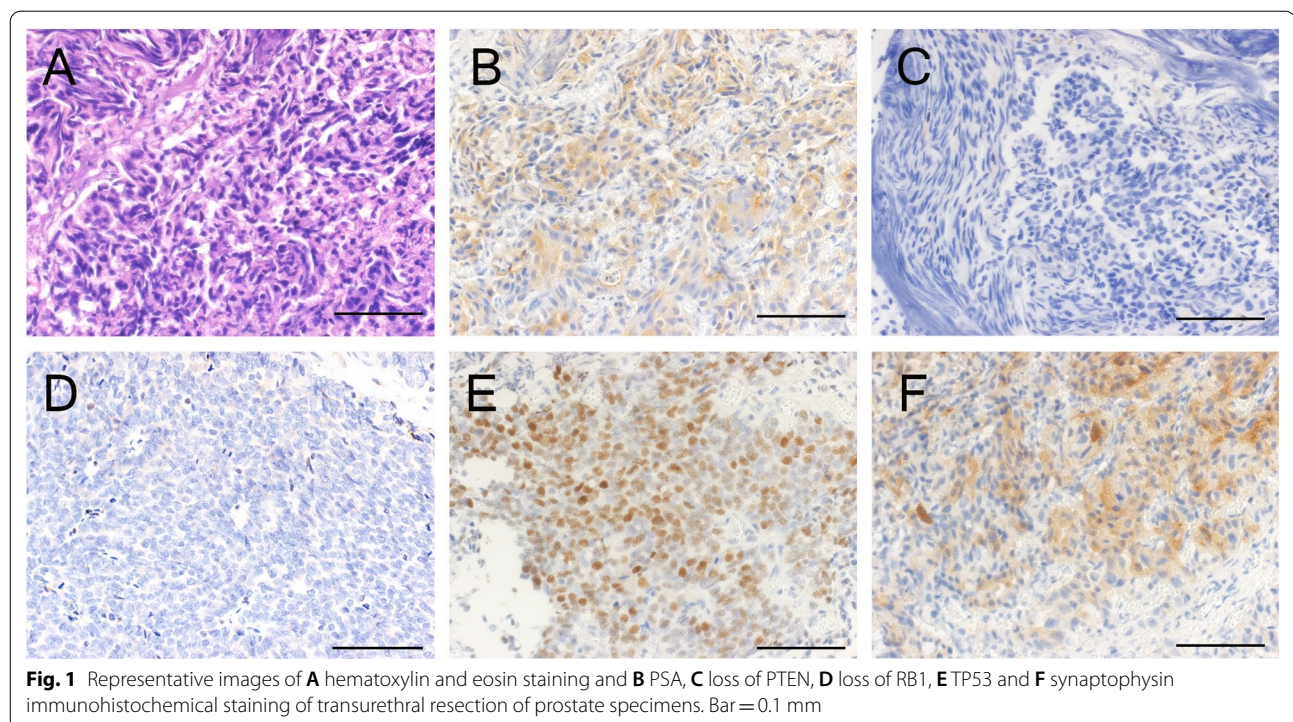 A
B
C
D
E
F
Fig. 1 Representative images of A hematoxylin and eosin staining and B PSA, C loss of PTEN, D loss of RB1, E TP53 and F synaptophysin
immunohistochemical staining of transurethral resection of prostate specimens. Bar = 0.1 mm